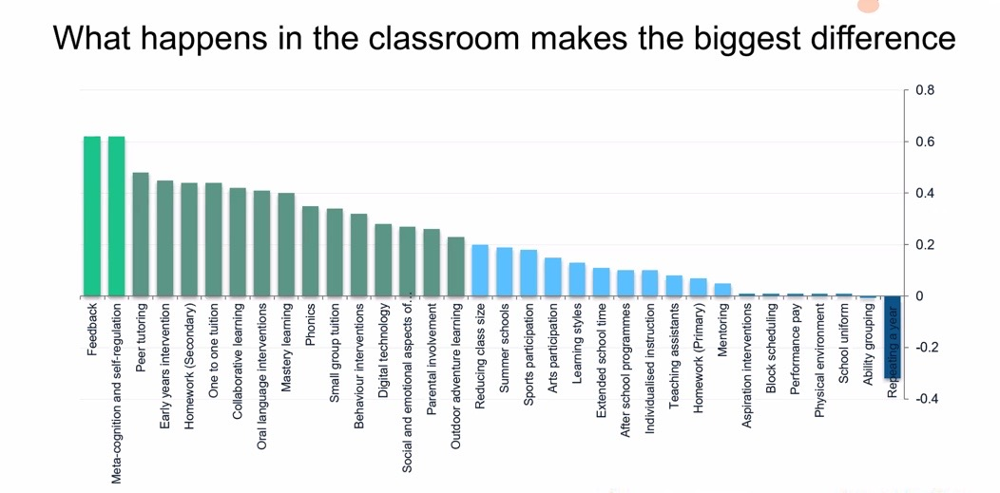 What happens in the classroom makes the biggest difference
0.8
0.6
0.4
0.2
0
-0.2
-0.4
Feedback
Meta-cognition and self-regulation
Peer tutoring
Early years intervention
Homework (Secondary)
One to one tuition
Collaborative learning
Oral language interventions
Mastery learning
Phonics
Small group tuition
Behaviour interventions
Digital technology
Social and emotional aspects of...
Parental involvement
Outdoor adventure learning
Reducing class size
Summer schools
Sports participation
Arts participation
Learning styles
Extended school time
After school programmes
Individualised instruction
Teaching assistants
Homework (Primary)
Mentoring
Aspiration interventions
Block scheduling
Performance pay
Physical environment
School uniform
Ability grouping
Repeating a year